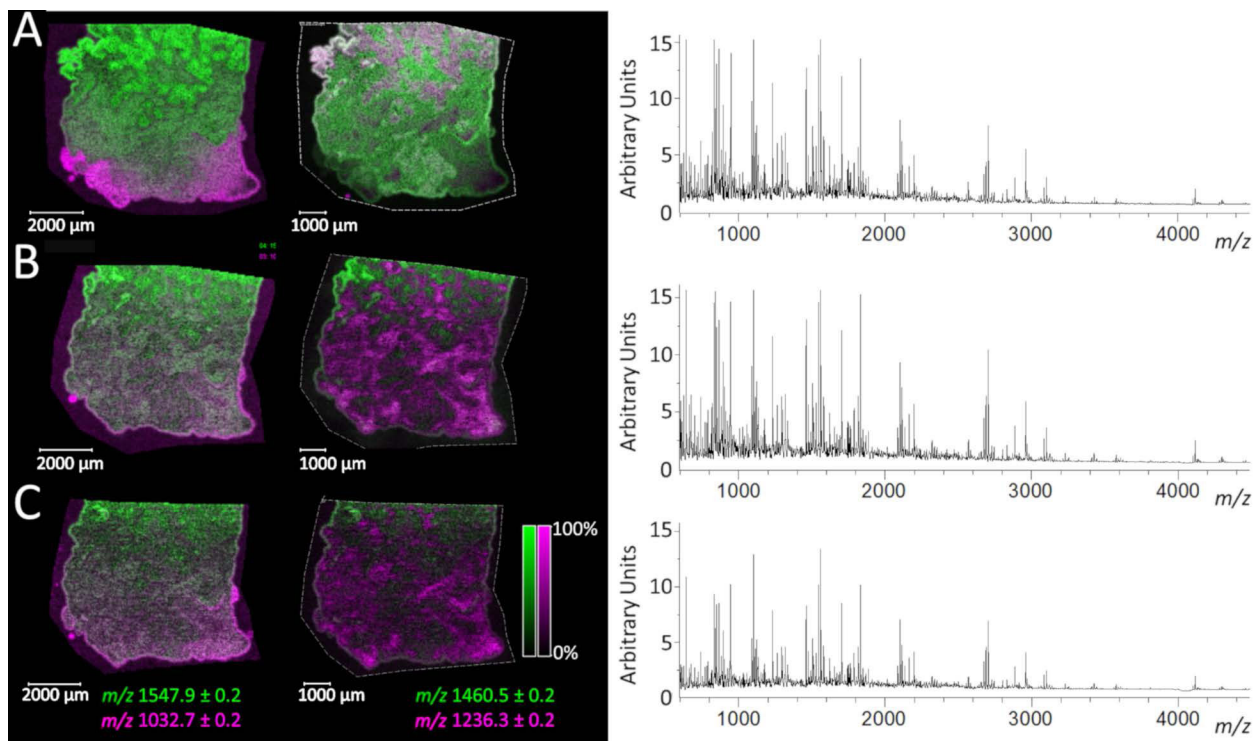 A
2000 µm
1000 µm
B
2000 µm
1000 µm
C
100%
0%
2000 µm
1000 µm
m/z 1547.9 ± 0.2
m/z 1460.5 ± 0.2
m/z 1032.7 ± 0.2
m/z 1236.3 ± 0.2
Arbitrary Units
15
10
5
0
1000
2000
3000
4000
m/z
Arbitrary Units
15
10
5
0
1000
2000
3000
4000
m/z
Arbitrary Units
15
10
5
0
1000
2000
3000
4000
m/z